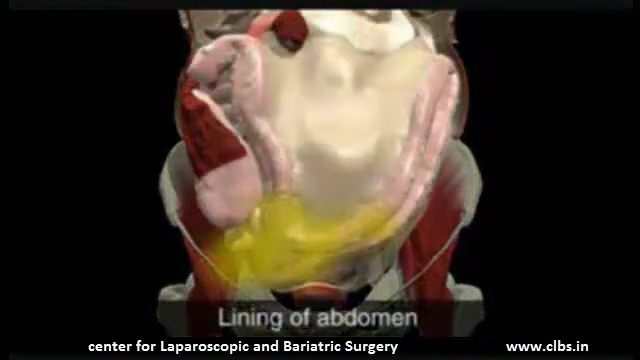 Lining of abdomen
center for Laparoscopic and Bariatric Surgery www.clbs.in